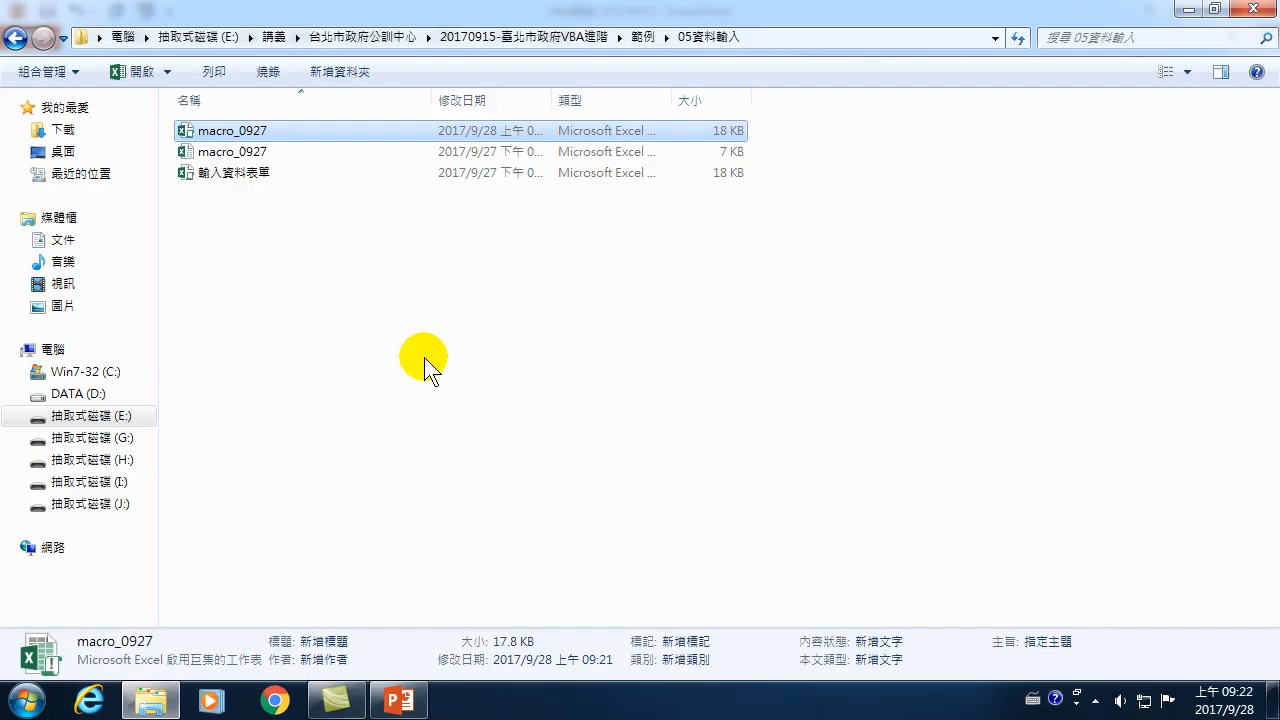 電腦 抽取式磁碟 (E:) 講義 台北市政府公訓中心 20170915-臺北市政府VBA進階 範例 05資料輸入 搜尋 05資料輸入
組合管理 開啟 列印 燒錄 新增資料夾
名稱 修改日期 類型 大小
我的最愛
下載
桌面
最近的位置
媒體櫃
文件
音樂
視訊
圖片
電腦
Win7-32 (C:)
DATA (D:)
抽取式磁碟 (E:)
抽取式磁碟 (G:)
抽取式磁碟 (H:)
抽取式磁碟 (I:)
抽取式磁碟 (J:)
網路
macro_0927 2017/9/28 上午 0... Microsoft Excel ... 18 KB
macro_0927 2017/9/27 下午 0... Microsoft Excel ... 7 KB
輸入資料表單 2017/9/27 下午 0... Microsoft Excel ... 18 KB
macro_0927 標題: 新增標題 大小: 17.8 KB 標記: 新增標記 內容狀態: 新增文字 主旨: 指定主題
Microsoft Excel 啟用巨集的工作表 作者: 新增作者 修改日期: 2017/9/28 上午 09:21 類別: 新增類別 本文類型: 新增文字
上午 09:22
2017/9/28